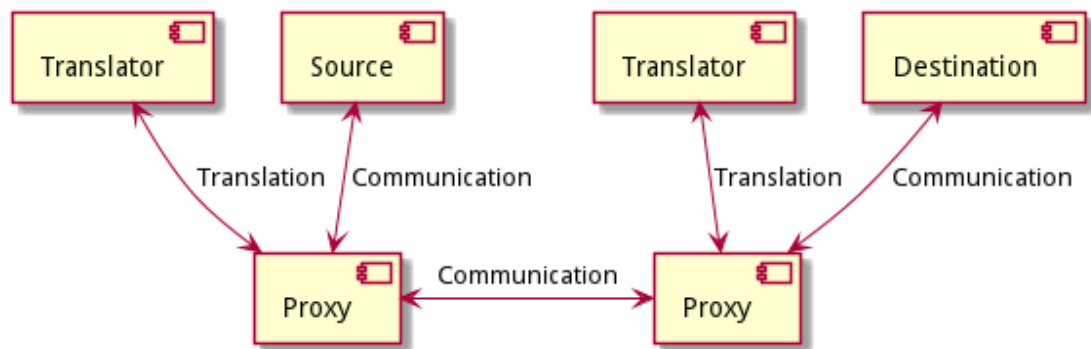 Translator
Source
Translator
Destination
Translation
Communication
Translation
Communication
Communication
Proxy
Proxy